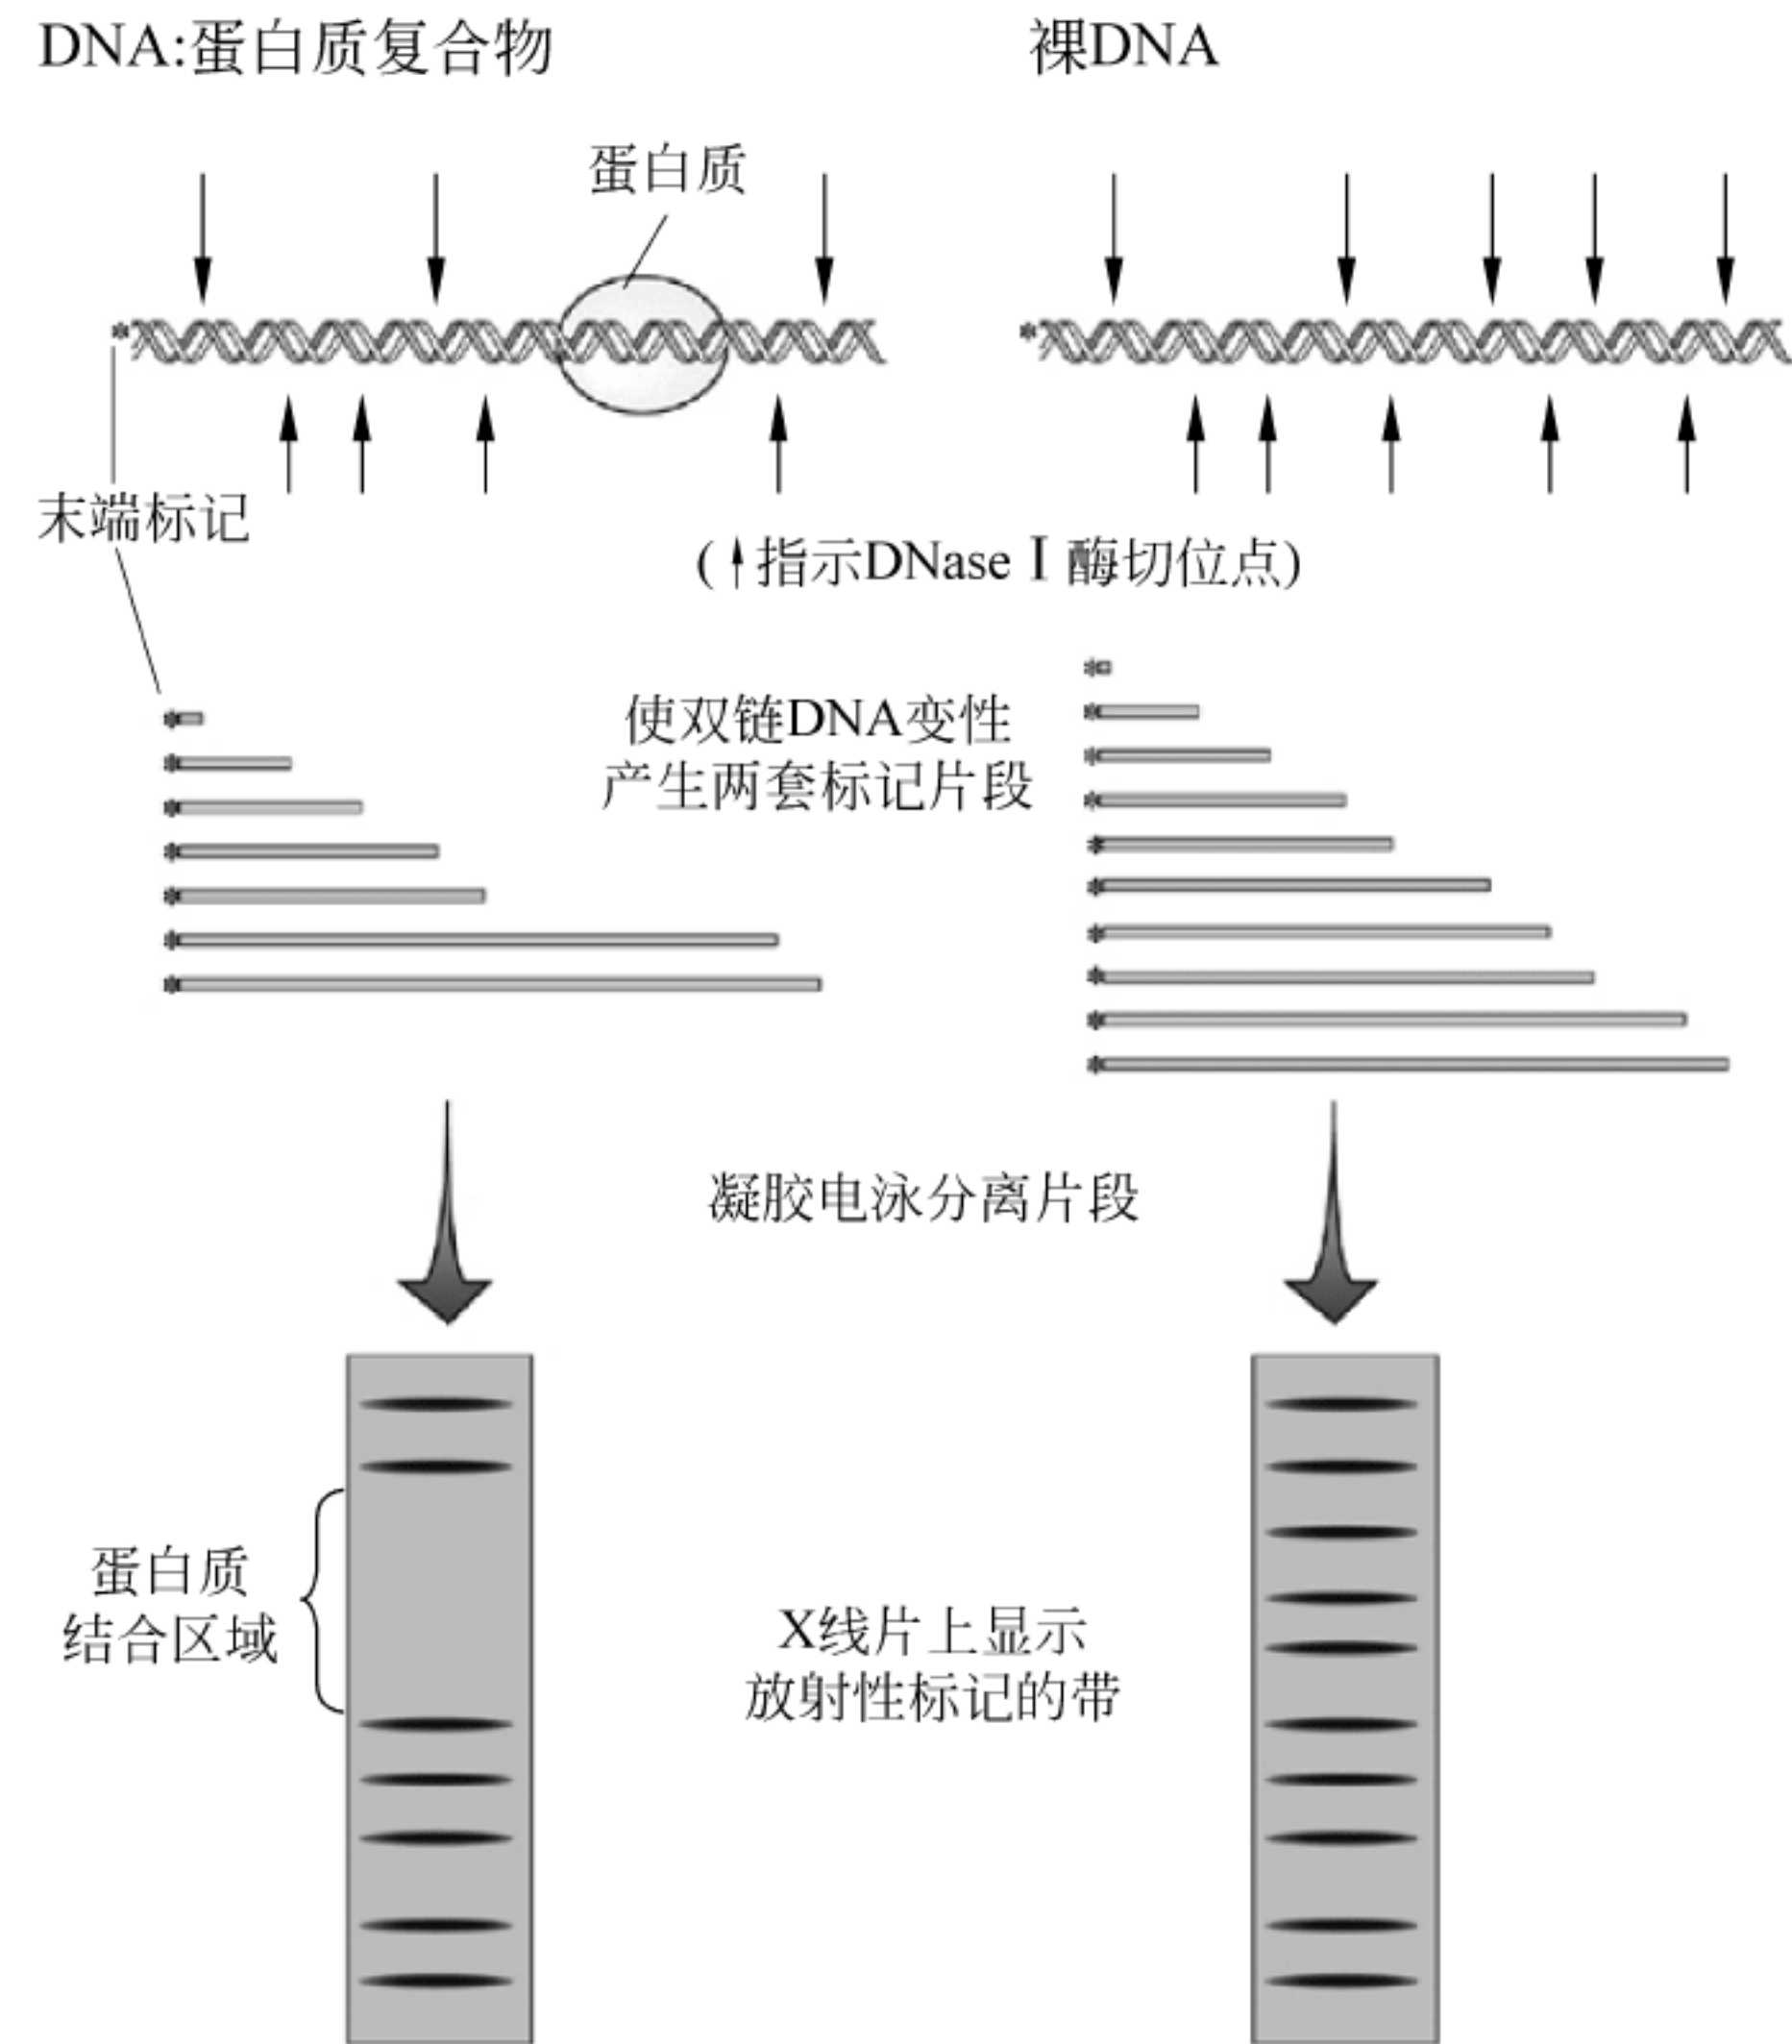 DNA:蛋白质复合物
裸DNA
蛋白质
末端标记
(↑指示DNase Ⅰ 酶切位点)
使双链DNA变性
产生两套标记片段
凝胶电泳分离片段
蛋白质
结合区域
X线片上显示
放射性标记的带